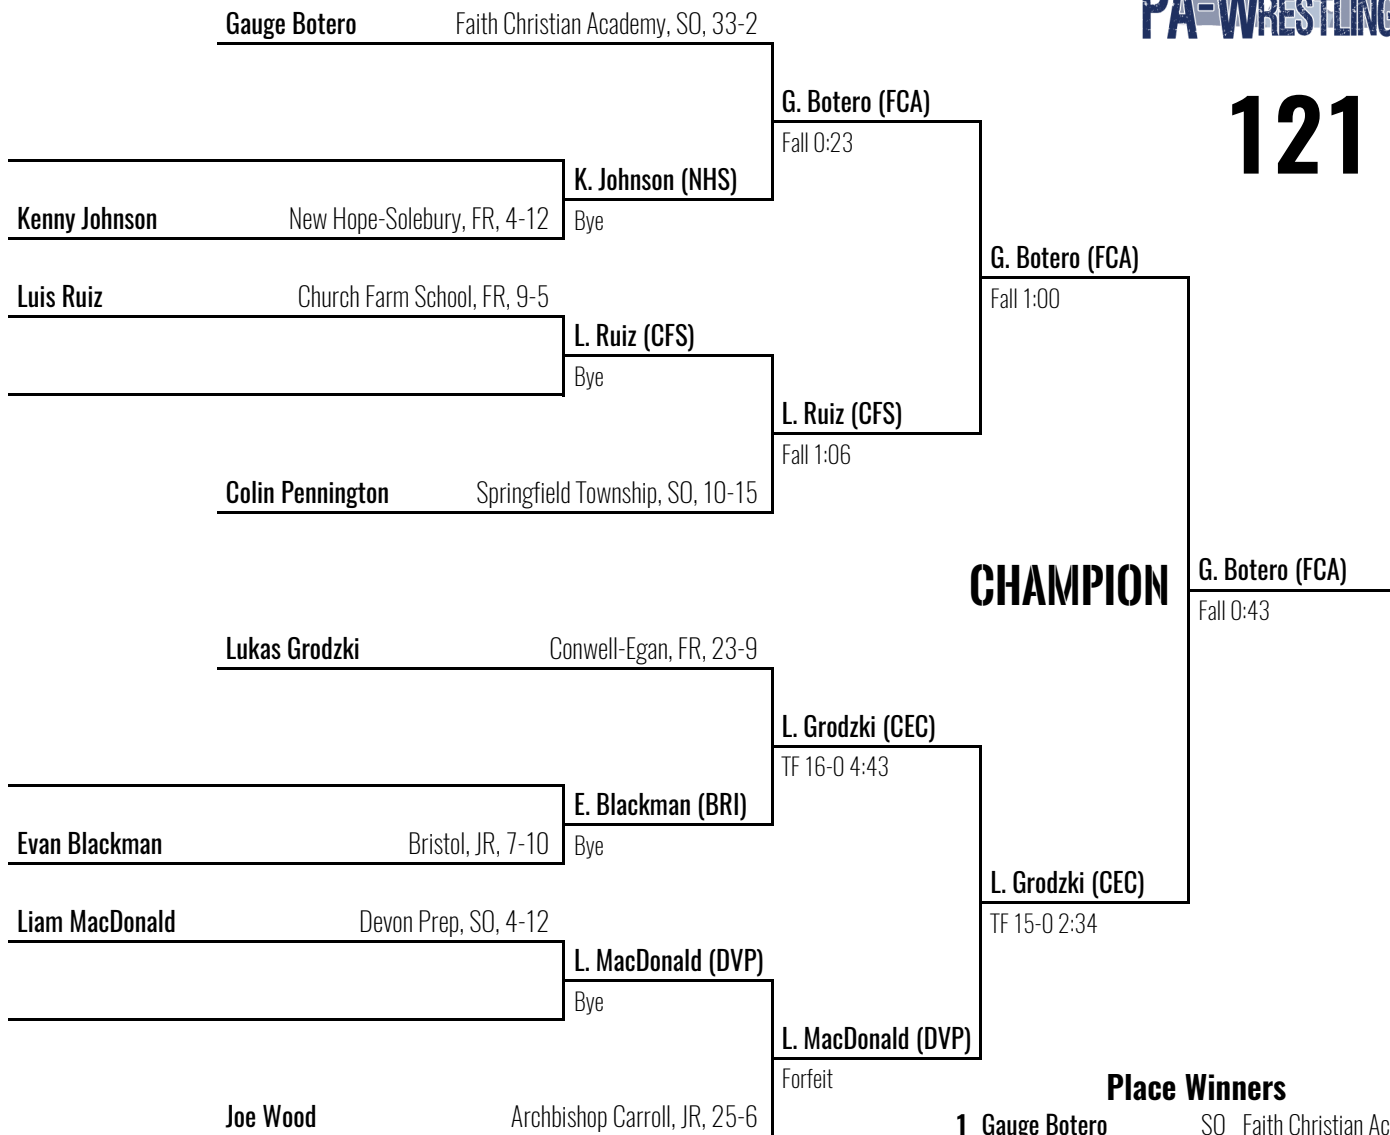 Gauge Botero Faith Christian Academy, SO, 33-2
PA-WRESTLING
G. Botero (FCA)
121
Fall 0:23
K. Johnson (NHS)
Kenny Johnson New Hope-Solebury, FR, 4-12
Bye
G. Botero (FCA)
Luis Ruiz Church Farm School, FR, 9-5
Fall 1:00
L. Ruiz (CFS)
Bye
L. Ruiz (CFS)
Fall 1:06
Colin Pennington Springfield Township, SO, 10-15
CHAMPION
G. Botero (FCA)
Fall 0:43
Lukas Grodzki Conwell-Egan, FR, 23-9
L. Grodzki (CEC)
TF 16-0 4:43
E. Blackman (BRI)
Evan Blackman Bristol, JR, 7-10
Bye
L. Grodzki (CEC)
Liam MacDonald Devon Prep, SO, 4-12
TF 15-0 2:34
L. MacDonald (DVP)
Bye
L. MacDonald (DVP)
Forfeit
Place Winners
Joe Wood Archbishop Carroll, JR, 25-6
1 Gauge Botero SO Faith Christian Ac